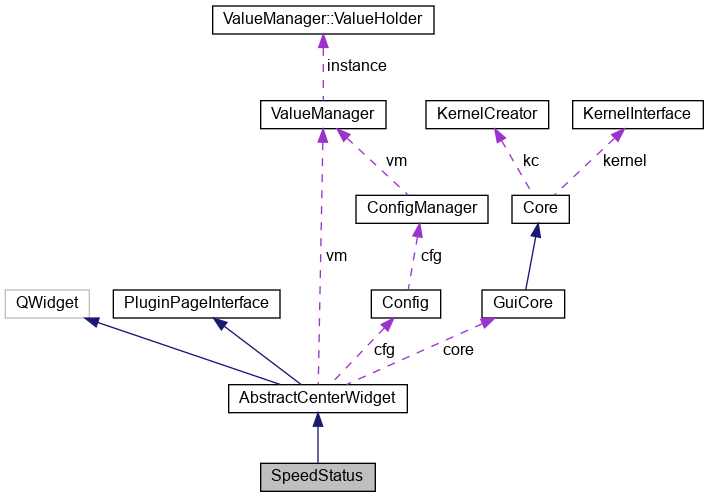 ValueManager::ValueHolder
instance
ValueManager
KernelCreator
KernelInterface
vm
kc
kernel
ConfigManager
Core
vm
cfg
QWidget
PluginPageInterface
Config
GuiCore
cfg
core
AbstractCenterWidget
SpeedStatus